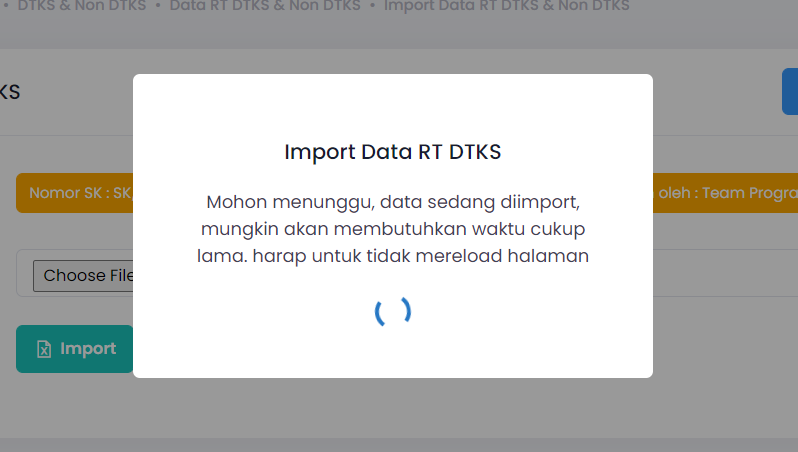 • DTKS & Non DTKS • Data RT DTKS & Non DTKS • Import Data RT DTKS & Non DTKS
KS
Import Data RT DTKS
Nomor SK : SK
oleh : Team Progra
Mohon menunggu, data sedang diimport,
mungkin akan membutuhkan waktu cukup
lama. harap untuk tidak mereload halaman
Choose File
Import